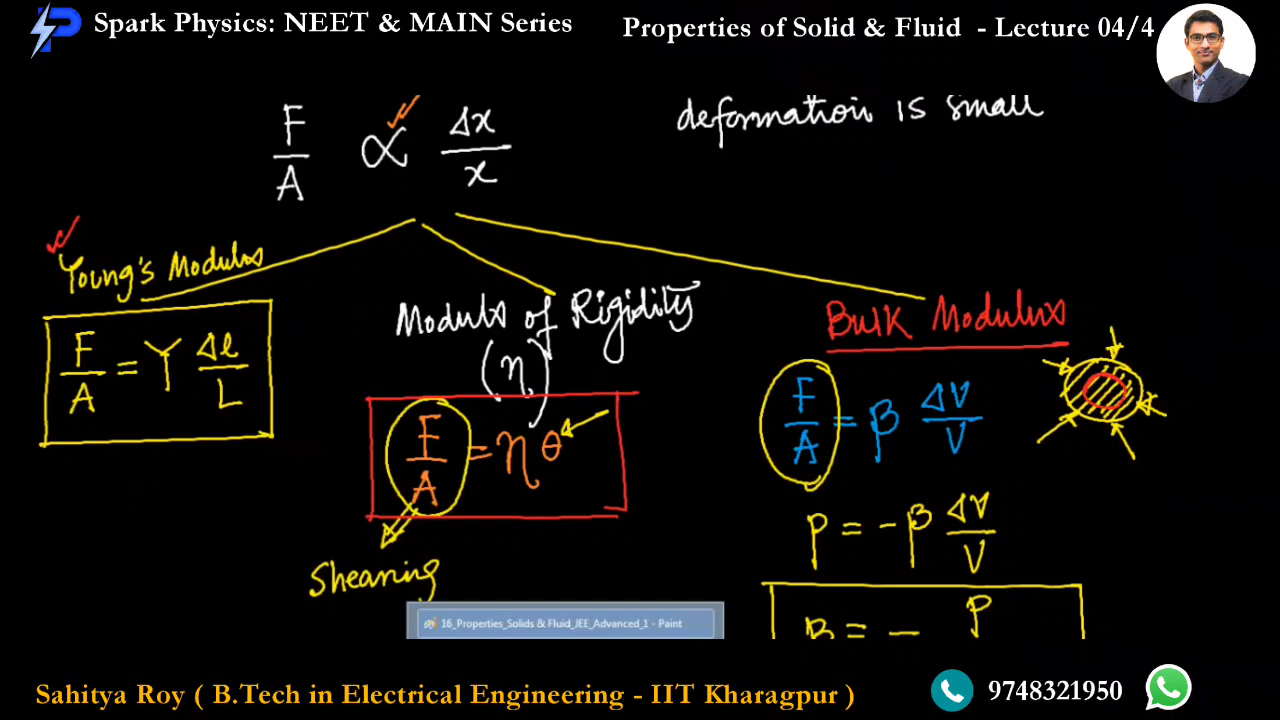 Spark Physics: NEET & MAIN Series
Properties of Solid & Fluid - Lecture 04/4
deformation is small
F/A ∝ Δx/x
Young's Modulus
F/A = Y Δl/L
Modulus of Rigidity
(η)
F/A = η θ
Shearing
Bulk Modulus
F/A = β ΔV/V
P = - β ΔV/V
B = - P
16_Properties_Solids & Fluid_JEE_Advanced_1 - Paint
Sahitya Roy ( B.Tech in Electrical Engineering - IIT Kharagpur )
9748321950